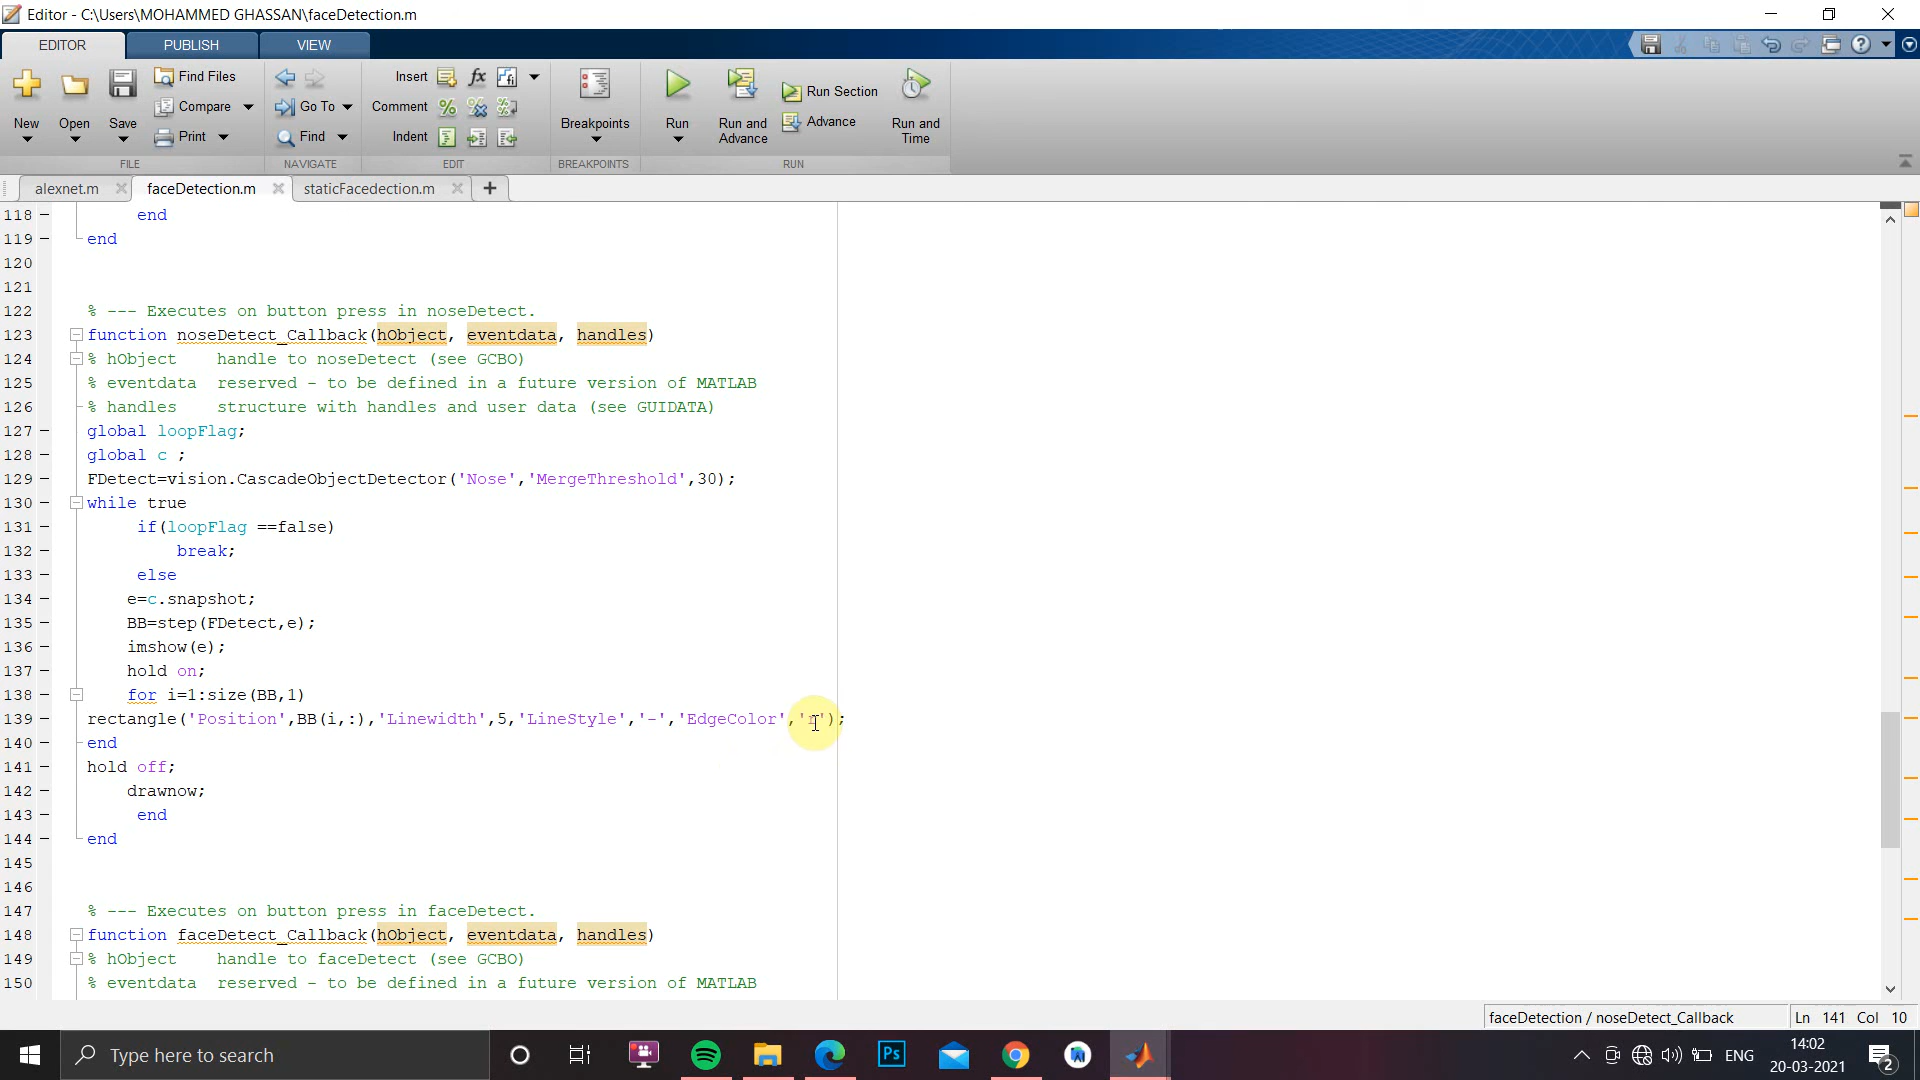 Editor - C:\Users\MOHAMMED GHASSAN\faceDetection.m
EDITOR PUBLISH VIEW
New Open Save Find Files Compare Print
Go To Find
Insert Comment Indent
Breakpoints
Run Run and Advance Run Section Advance Run and Time
FILE NAVIGATE EDIT BREAKPOINTS RUN
alexnet.m faceDetection.m staticFacedection.m
118 end
119 end
120
121
122 % --- Executes on button press in noseDetect.
123 function noseDetect_Callback(hObject, eventdata, handles)
124 % hObject    handle to noseDetect (see GCBO)
125 % eventdata  reserved - to be defined in a future version of MATLAB
126 % handles    structure with handles and user data (see GUIDATA)
127 global loopFlag;
128 global c ;
129 FDetect=vision.CascadeObjectDetector('Nose','MergeThreshold',30);
130 while true
131 if(loopFlag ==false)
132 break;
133 else
134 e=c.snapshot;
135 BB=step(FDetect,e);
136 imshow(e);
137 hold on;
138 for i=1:size(BB,1)
139 rectangle('Position',BB(i,:),'Linewidth',5,'LineStyle','-','EdgeColor','r');
140 end
141 hold off;
142 drawnow;
143 end
144 end
145
146
147 % --- Executes on button press in faceDetect.
148 function faceDetect_Callback(hObject, eventdata, handles)
149 % hObject    handle to faceDetect (see GCBO)
150 % eventdata  reserved - to be defined in a future version of MATLAB
faceDetection / noseDetect_Callback Ln 141 Col 10
Type here to search
Ps
ENG
14:02
20-03-2021
2